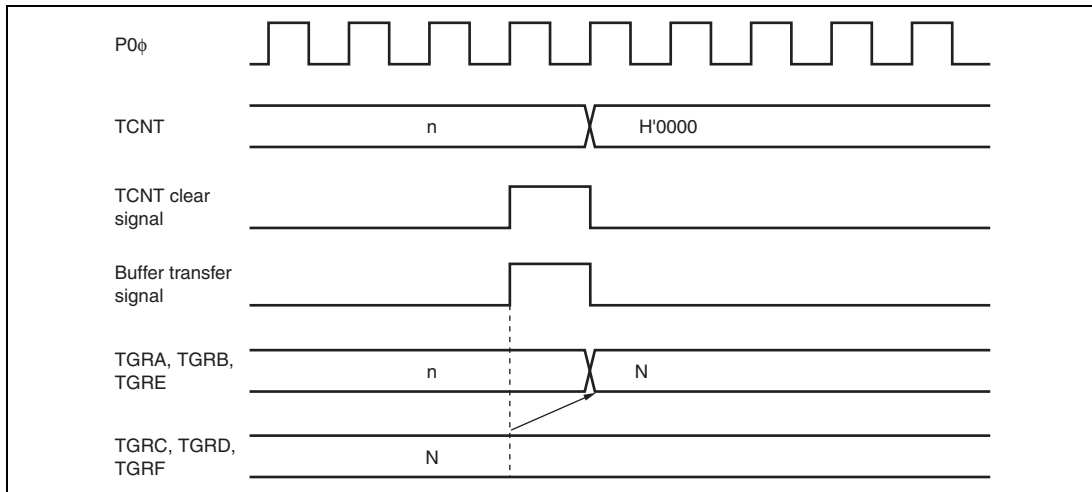 P0ϕ
TCNT
n
H'0000
TCNT clear
signal
Buffer transfer
signal
TGRA, TGRB,
TGRE
n
N
TGRC, TGRD,
TGRF
N